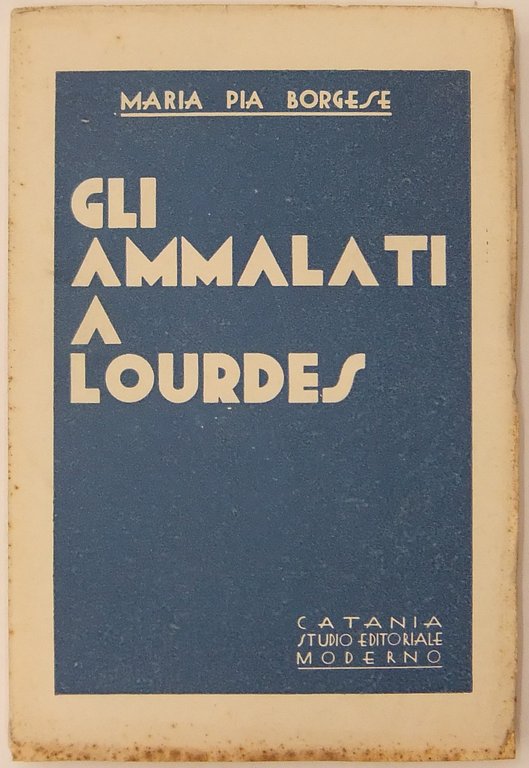 MARIA PIA BORGESE
GLI
AMMALATI
A
LOURDES
CATANIA
STUDIO EDITORIALE
MODERNO